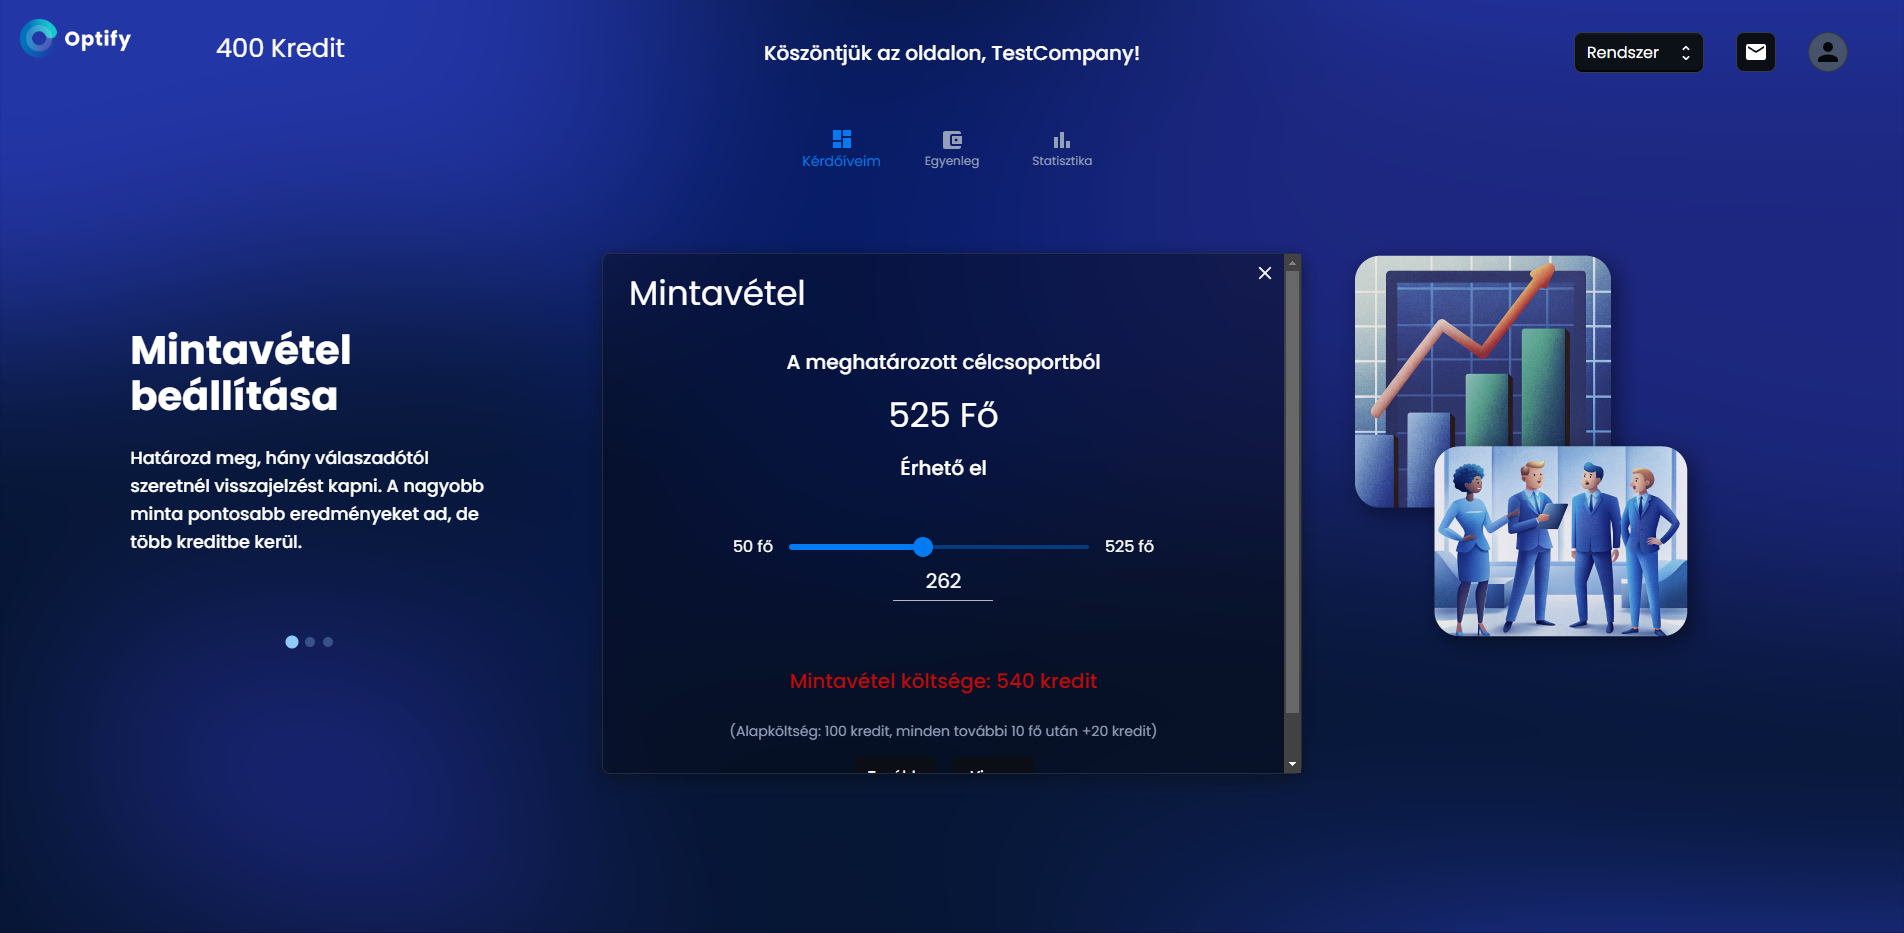 Optify
400 Kredit
Köszöntjük az oldalon, TestCompany!
Rendszer
Kérdőíveim
Egyenleg
Statisztika
Mintavétel
beállítása
Határozd meg, hány válaszadótól
szeretnél visszajelzést kapni. A nagyobb
minta pontosabb eredményeket ad, de
több kreditbe kerül.
Mintavétel
A meghatározott célcsoportból
525 Fő
Érhető el
50 fő
525 fő
262
Mintavétel költsége: 540 kredit
(Alapköltség: 100 kredit, minden további 10 fő után +20 kredit)